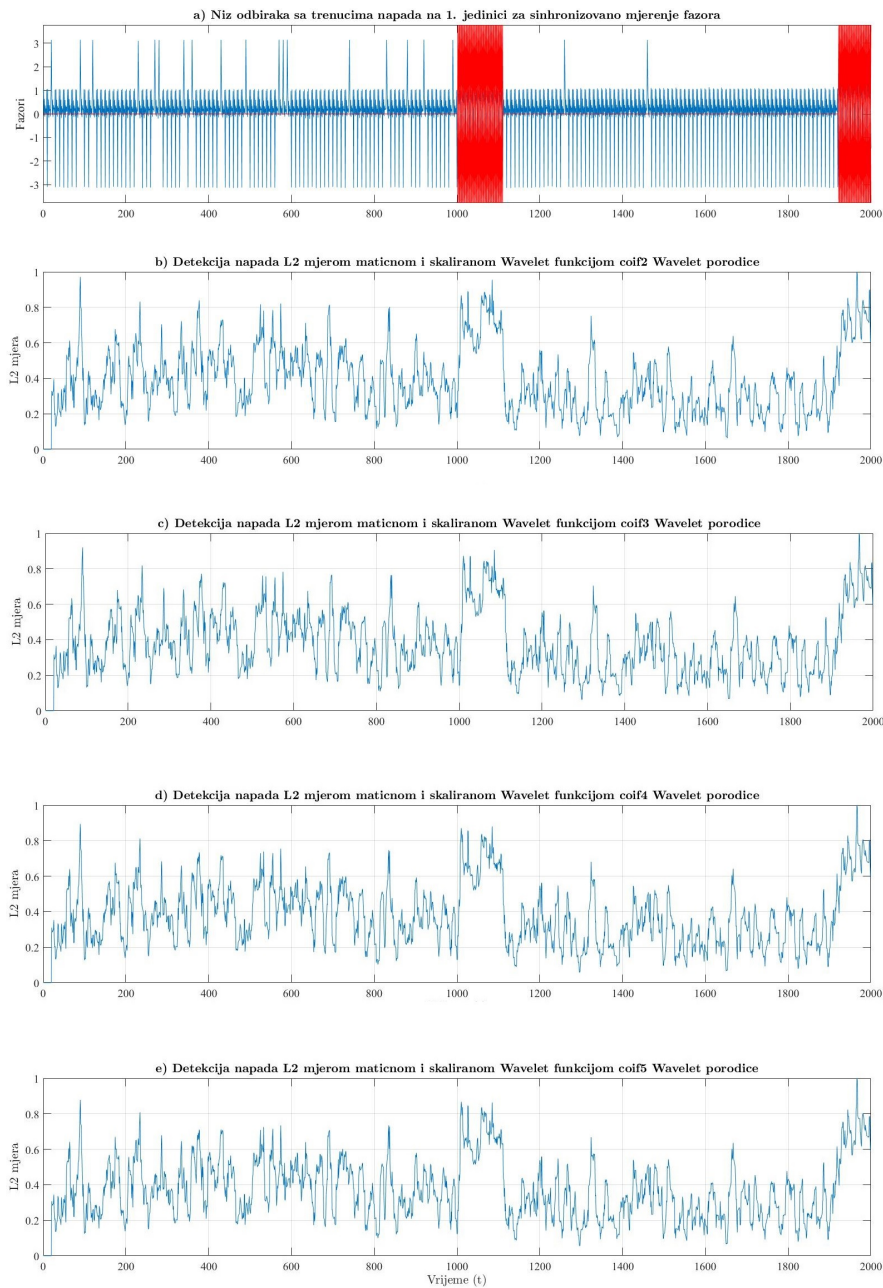 a) Niz odbiraka sa trenucima napada na 1. jedinici za sinhronizovano mjerenje fazora
Fazori
3
2
1
0
-1
-2
-3
0 200 400 600 800 1000 1200 1400 1600 1800 2000
b) Detekcija napada L2 mjerom maticnom i skaliranom Wavelet funkcijom coif2 Wavelet porodice
L2 mjera
1
0.8
0.6
0.4
0.2
0
0 200 400 600 800 1000 1200 1400 1600 1800 2000
c) Detekcija napada L2 mjerom maticnom i skaliranom Wavelet funkcijom coif3 Wavelet porodice
L2 mjera
1
0.8
0.6
0.4
0.2
0
0 200 400 600 800 1000 1200 1400 1600 1800 2000
d) Detekcija napada L2 mjerom maticnom i skaliranom Wavelet funkcijom coif4 Wavelet porodice
L2 mjera
1
0.8
0.6
0.4
0.2
0
0 200 400 600 800 1000 1200 1400 1600 1800 2000
e) Detekcija napada L2 mjerom maticnom i skaliranom Wavelet funkcijom coif5 Wavelet porodice
L2 mjera
1
0.8
0.6
0.4
0.2
0
0 200 400 600 800 1000 1200 1400 1600 1800 2000
Vrijeme (t)